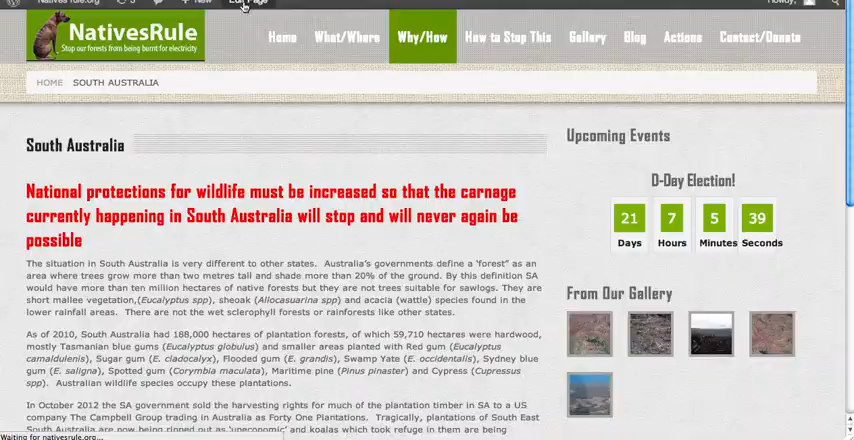 Natives rule.org 3 New Edit Page Howdy,
NativesRule
Stop our forests from being burnt for electricity
Home What/Where Why/How How to Stop This Gallery Blog Actions Contact/Donate
HOME SOUTH AUSTRALIA
South Australia
National protections for wildlife must be increased so that the carnage
currently happening in South Australia will stop and will never again be
possible
The situation in South Australia is very different to other states. Australia's governments define a 'forest" as an
area where trees grow more than two metres tall and shade more than 20% of the ground. By this definition SA
would have more than ten million hectares of native forests but they are not trees suitable for sawlogs. They are
short mallee vegetation,(Eucalyptus spp), sheoak (Allocasuarina spp) and acacia (wattle) species found in the
lower rainfall areas. There are not the wet sclerophyll forests or rainforests like other states.
As of 2010, South Australia had 188,000 hectares of plantation forests, of which 59,710 hectares were hardwood,
mostly Tasmanian blue gums (Eucalyptus globulus) and smaller areas planted with Red gum (Eucalyptus
camaldulenis), Sugar gum (E. cladocalyx), Flooded gum (E. grandis), Swamp Yate (E. occidentalis), Sydney blue
gum (E. saligna), Spotted gum (Corymbia maculata), Maritime pine (Pinus pinaster) and Cypress (Cupressus
spp). Australian wildlife species occupy these plantations.
In October 2012 the SA government sold the harvesting rights for much of the plantation timber in SA to a US
company The Campbell Group trading in Australia as Forty One Plantations. Tragically, plantations of South East
South Australia are now being ripped out as 'uneconomic' and koalas which took refuge in them are being
Upcoming Events
D-Day Election!
21 7 5 39
Days Hours Minutes Seconds
From Our Gallery
Waiting for nativesrule.org...